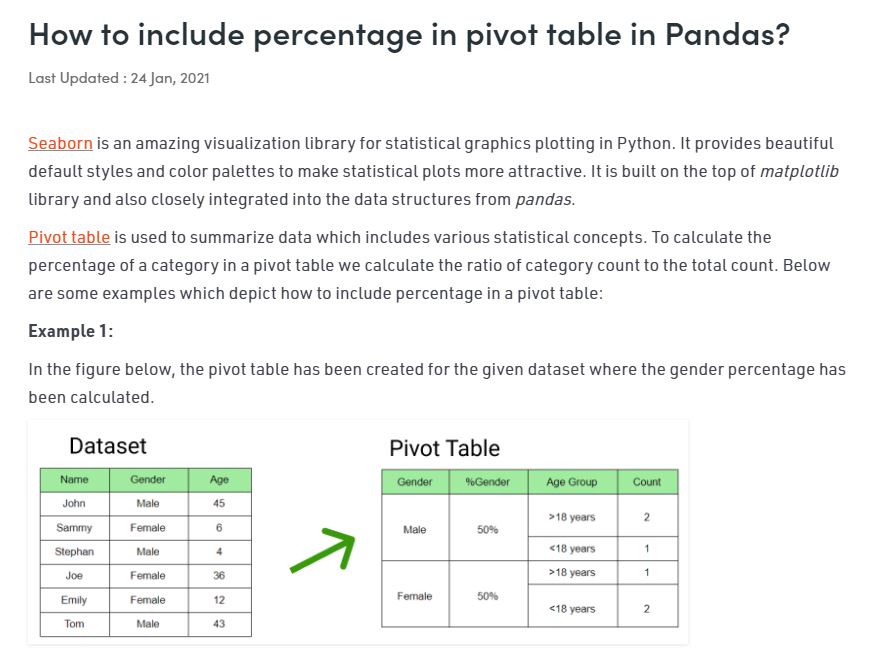 How to include percentage in pivot table in Pandas?
Last Updated : 24 Jan, 2021
Seaborn is an amazing visualization library for statistical graphics plotting in Python. It provides beautiful
default styles and color palettes to make statistical plots more attractive. It is built on the top of matplotlib
library and also closely integrated into the data structures from pandas.
Pivot table is used to summarize data which includes various statistical concepts. To calculate the
percentage of a category in a pivot table we calculate the ratio of category count to the total count. Below
are some examples which depict how to include percentage in a pivot table:
Example 1:
In the figure below, the pivot table has been created for the given dataset where the gender percentage has
been calculated.
Dataset
Name Gender Age
John Male 45
Sammy Female 6
Stephan Male 4
Joe Female 36
Emily Female 12
Tom Male 43
Pivot Table
Gender %Gender Age Group Count
Male 50% >18 years 2
<18 years 1
Female 50% >18 years 1
<18 years 2